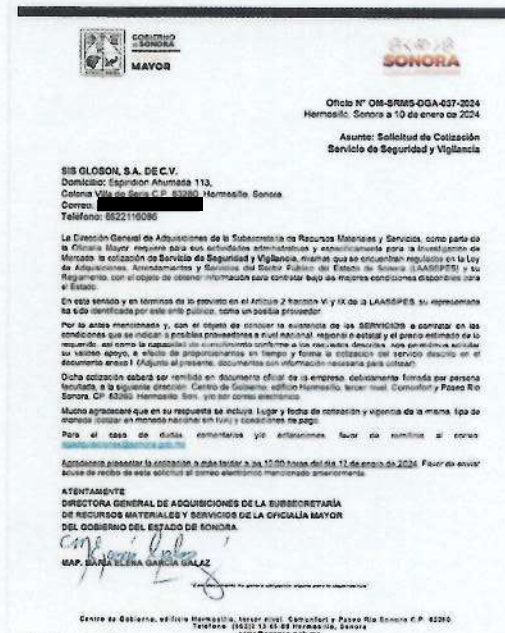 GOBIERNO
DE SONORA
MAYOR
SONORA
Oficio N° OM-SRMS-DGA-037-2024
Hermosillo, Sonora a 10 de enero de 2024
Asunto: Solicitud de Cotización
Servicio de Seguridad y Vigilancia
SIS GLOSON, S.A. DE C.V.
Domicilio: Espiridion Ahumada 113,
Colonia Villa de Seris C.P. 83280, Hermosillo, Sonora
Correo:
Teléfono: 6622116086
La Dirección General de Adquisiciones de la Subsecretaría de Recursos Materiales y Servicios, como parte de
la Oficialía Mayor, requiere para sus actividades administrativas y específicamente para la Investigación de
Mercado, la cotización de Servicio de Seguridad y Vigilancia, mismas que se encuentran regulados en la Ley
de Adquisiciones, Arrendamientos y Servicios del Sector Público del Estado de Sonora (LAASSPES) y su
Reglamento, con el objeto de obtener información para contratar bajo las mejores condiciones disponibles para
el Estado.
En este sentido y en términos de lo previsto en el Artículo 2 fracción VI y IX de la LAASSPES, su representada
ha sido identificada por este ente público, como un posible proveedor.
Por lo antes mencionado y, con el objeto de conocer la existencia de los SERVICIOS a contratar en las
condiciones que se indican o posibles proveedores a nivel nacional, regional o estatal y el precio estimado de lo
requerido, así como la capacidad de cumplimiento conforme a los requisitos descritos, nos permitimos solicitar
su valioso apoyo, a efecto de proporcionarnos en tiempo y forma la cotización del servicio descrito en el
documento anexo I (Adjunto al presente, documentos con información necesaria para cotizar).
Dicha cotización deberá ser remitida en documento oficial de la empresa, debidamente firmada por persona
facultada, a la siguiente dirección: Centro de Gobierno, edificio Hermosillo, tercer nivel, Comonfort y Paseo Río
Sonora, CP. 83280 Hermosillo, Son. y/o por correo electrónico.
Mucho agradeceré que en su respuesta se incluya: Lugar y fecha de cotización y vigencia de la misma, tipo de
moneda (cotizar en moneda nacional sin IVA) y condiciones de pago.
Para el caso de dudas, comentarios y/o aclaraciones favor de remitirlos al correo:
Agradeceré presentar la cotización a más tardar a las 12:00 horas del día 12 de enero de 2024. Favor de enviar
acuse de recibo de esta solicitud al correo electrónico mencionado anteriormente.
ATENTAMENTE
DIRECTORA GENERAL DE ADQUISICIONES DE LA SUBSECRETARÍA
DE RECURSOS MATERIALES Y SERVICIOS DE LA OFICIALÍA MAYOR
DEL GOBIERNO DEL ESTADO DE SONORA
MAP. MARÍA ELENA GARCÍA GALAZ
Centro de Gobierno, edificio Hermosillo, tercer nivel, Comonfort y Paseo Río Sonora C.P. 83280
Hermosillo, Sonora